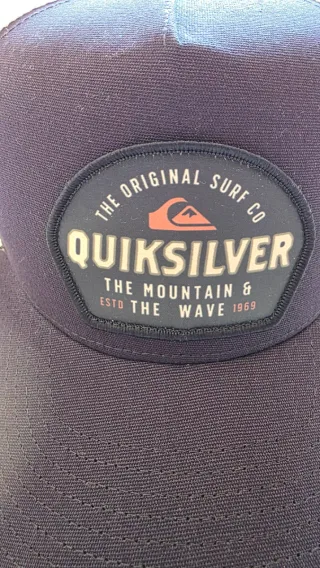 THE ORIGINAL SURF CO
QUIKSILVER
THE MOUNTAIN &
ESTD THE WAVE 1969